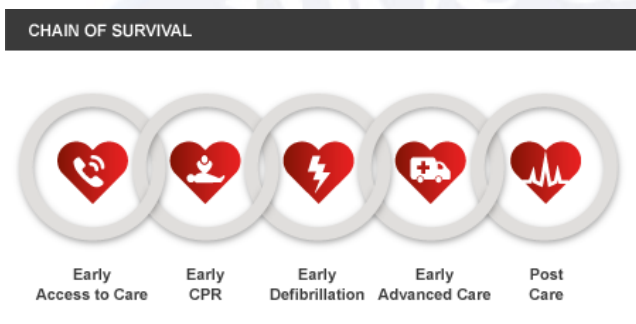 CHAIN OF SURVIVAL
Early
Access to Care
Early
CPR
Early
Defibrillation
Early
Advanced Care
Post
Care